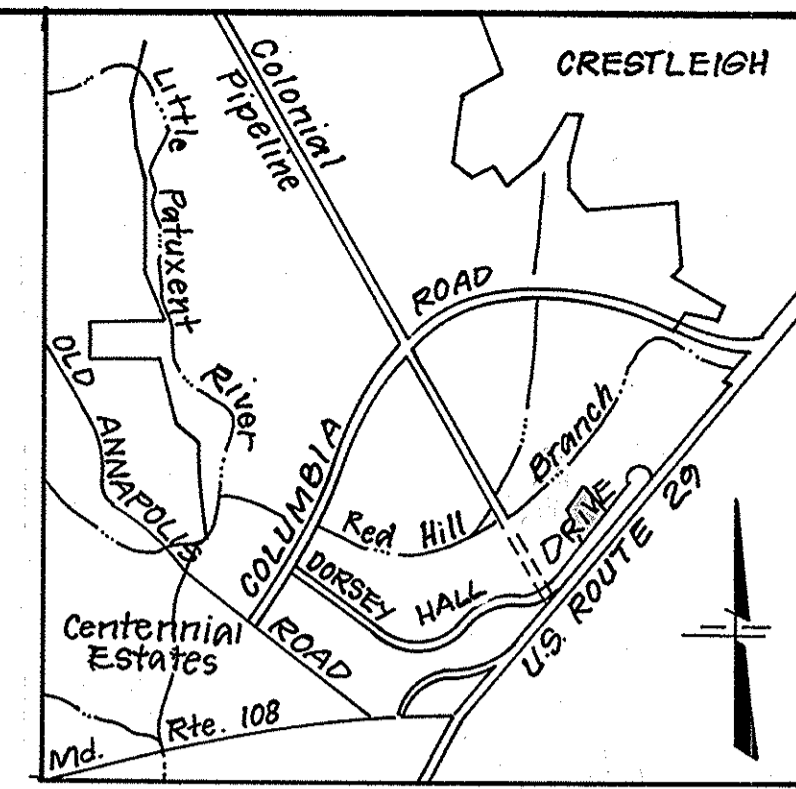 CRESTLEIGH
Colonial
Pipeline
Little Patuxent River
COLUMBIA ROAD
OLD ANNAPOLIS ROAD
Red Hill Branch
DORSEY HALL DRIVE
U.S. ROUTE 29
Centennial
Estates
Md. Rte. 108